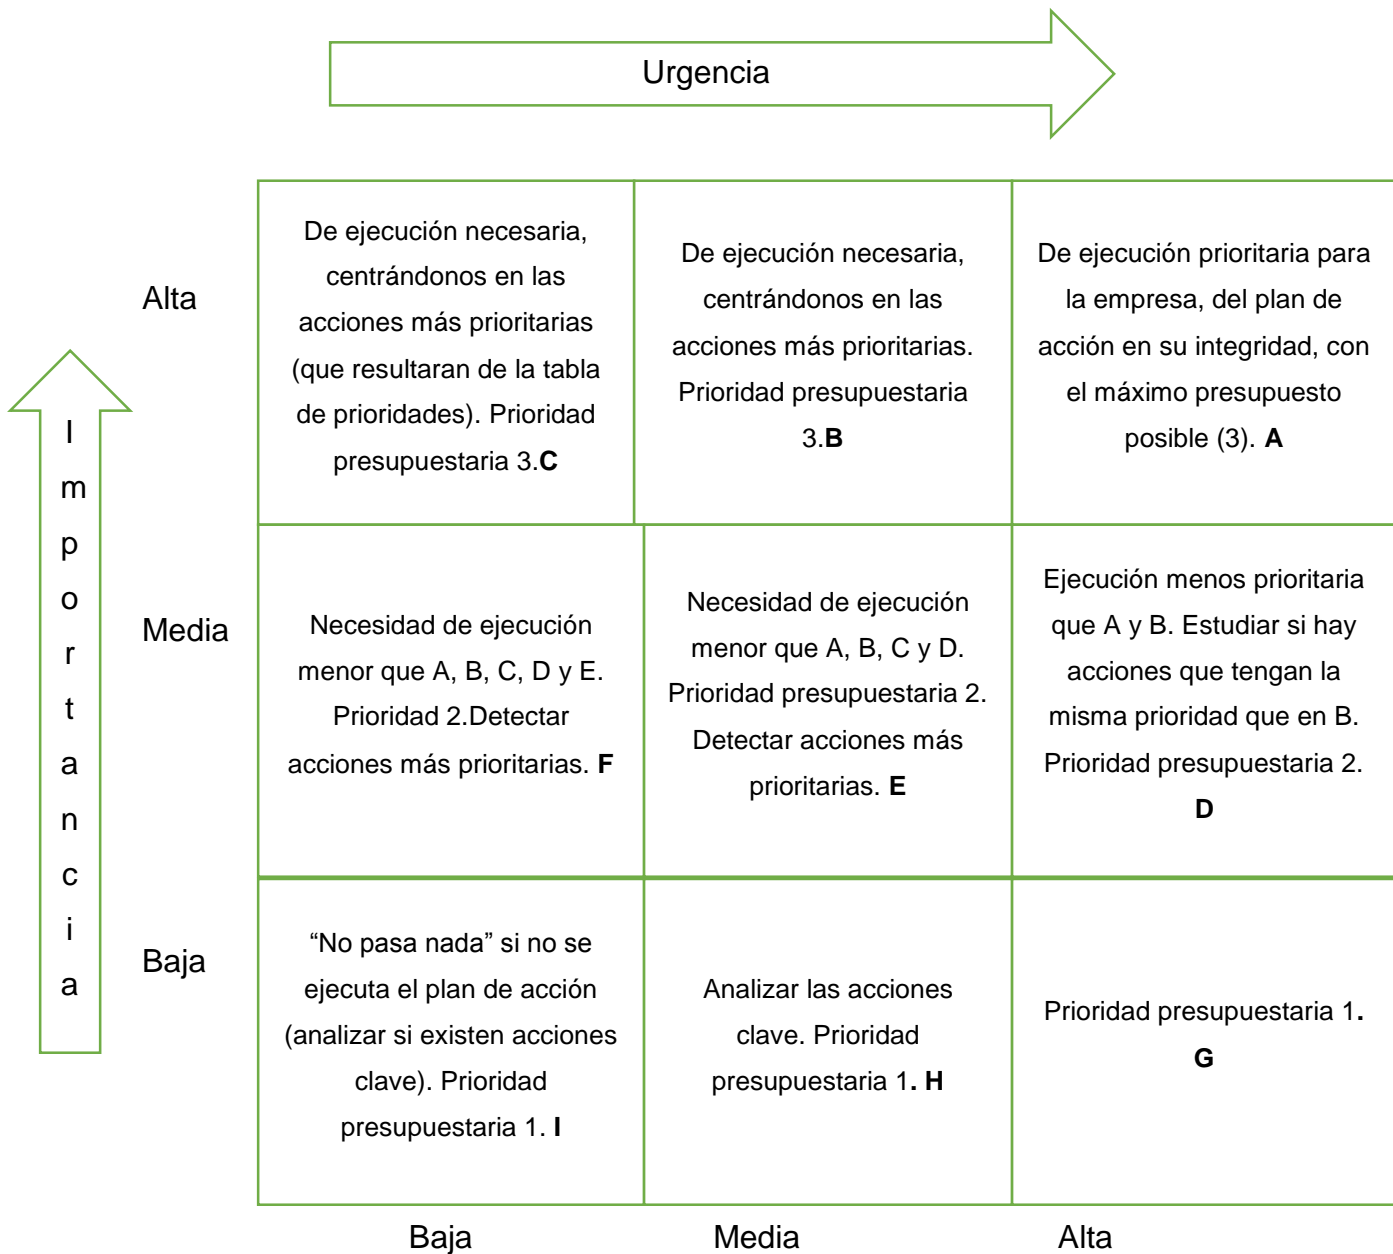 Urgencia
Alta
De ejecución necesaria,
centrándonos en las
acciones más prioritarias
(que resultaran de la tabla
de prioridades). Prioridad
presupuestaria 3.C
De ejecución necesaria,
centrándonos en las
acciones más prioritarias.
Prioridad presupuestaria
3.B
De ejecución prioritaria para
la empresa, del plan de
acción en su integridad, con
el máximo presupuesto
posible (3). A
I
m
p
o
r
t
a
n
c
i
a
Media
Necesidad de ejecución
menor que A, B, C, D y E.
Prioridad 2.Detectar
acciones más prioritarias. F
Necesidad de ejecución
menor que A, B, C y D.
Prioridad presupuestaria 2.
Detectar acciones más
prioritarias. E
Ejecución menos prioritaria
que A y B. Estudiar si hay
acciones que tengan la
misma prioridad que en B.
Prioridad presupuestaria 2.
D
Baja
“No pasa nada” si no se
ejecuta el plan de acción
(analizar si existen acciones
clave). Prioridad
presupuestaria 1. I
Analizar las acciones
clave. Prioridad
presupuestaria 1. H
Prioridad presupuestaria 1.
G
Baja
Media
Alta